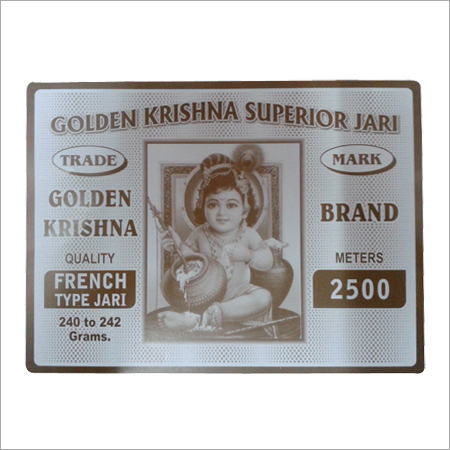 GOLDEN KRISHNA SUPERIOR JARI
TRADE
MARK
GOLDEN
KRISHNA
BRAND
QUALITY
METERS
FRENCH
TYPE JARI
2500
240 to 242
Grams.